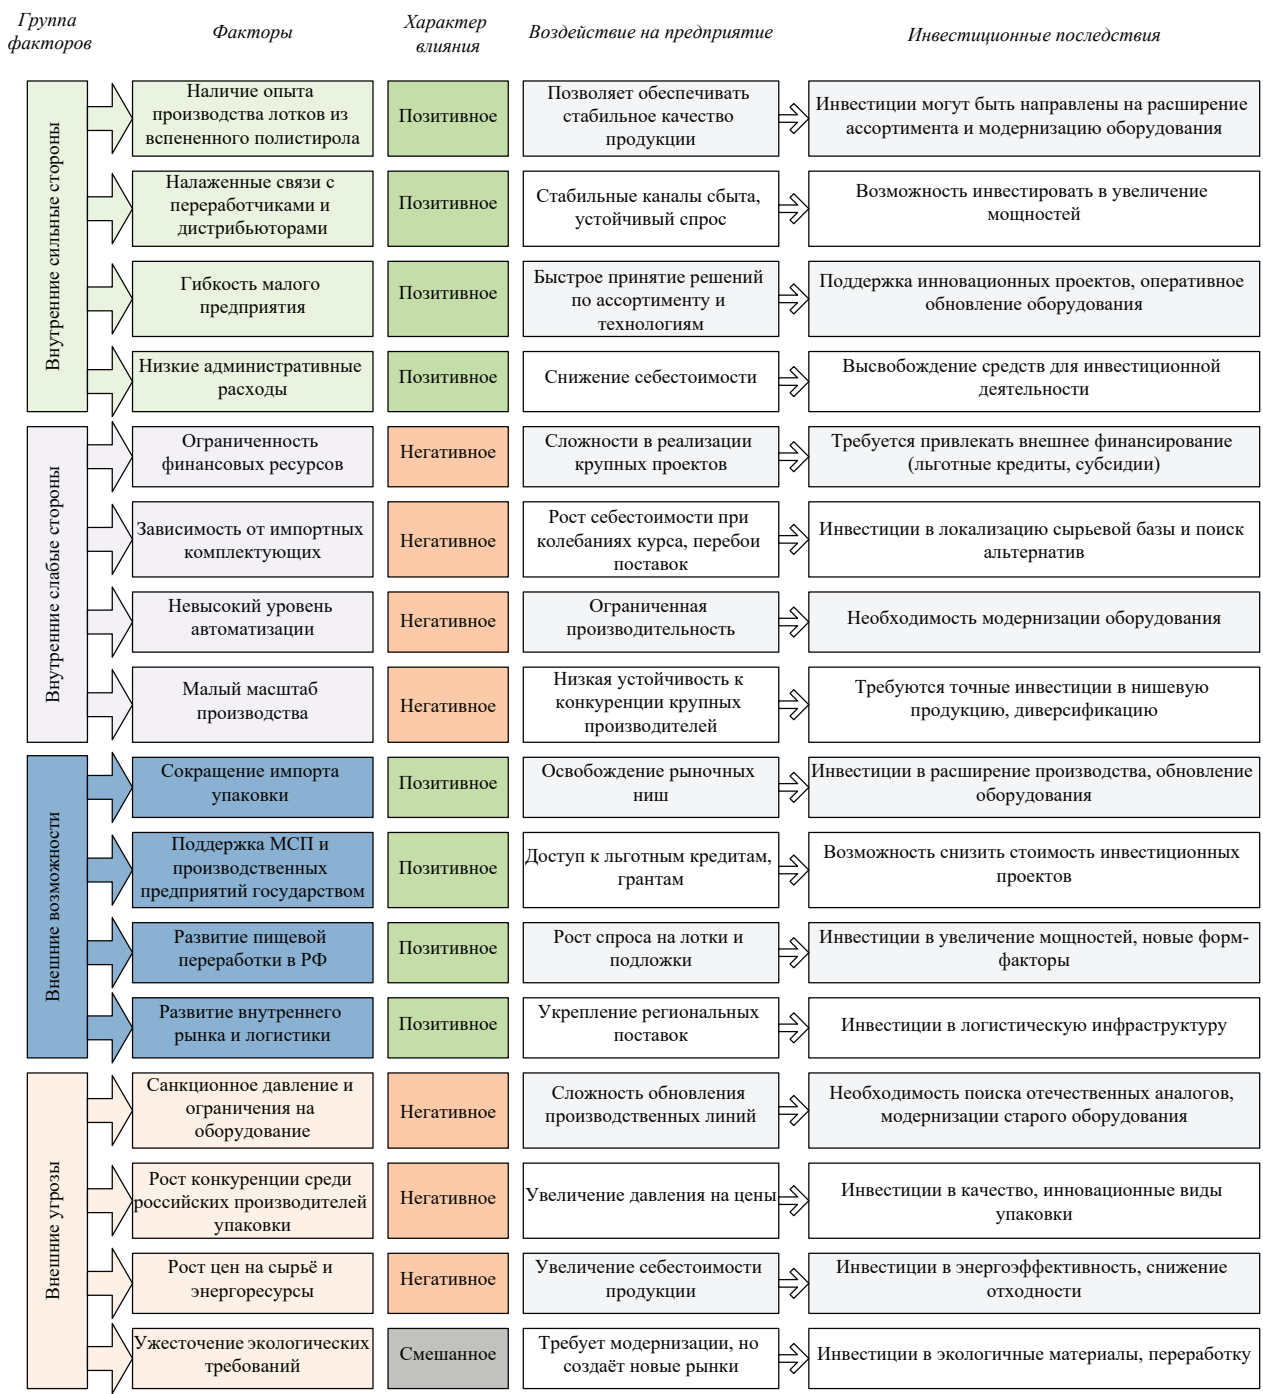 Группа
факторов
Факторы
Характер
влияния
Воздействие на предприятие
Инвестиционные последствия
Внутренние сильные стороны
Наличие опыта
производства лотков из
вспененного полистирола
Позитивное
Позволяет обеспечивать
стабильное качество
продукции
Инвестиции могут быть направлены на расширение
ассортимента и модернизацию оборудования
Налаженные связи с
переработчиками и
дистрибьюторами
Позитивное
Стабильные каналы сбыта,
устойчивый спрос
Возможность инвестировать в увеличение
мощностей
Гибкость малого
предприятия
Позитивное
Быстрое принятие решений
по ассортименту и
технологиям
Поддержка инновационных проектов, оперативное
обновление оборудования
Низкие административные
расходы
Позитивное
Снижение себестоимости
Высвобождение средств для инвестиционной
деятельности
Внутренние слабые стороны
Ограниченность
финансовых ресурсов
Негативное
Сложности в реализации
крупных проектов
Требуется привлекать внешнее финансирование
(льготные кредиты, субсидии)
Зависимость от импортных
комплектующих
Негативное
Рост себестоимости при
колебаниях курса, перебои
поставок
Инвестиции в локализацию сырьевой базы и поиск
альтернатив
Невысокий уровень
автоматизации
Негативное
Ограниченная
производительность
Необходимость модернизации оборудования
Малый масштаб
производства
Негативное
Низкая устойчивость к
конкуренции крупных
производителей
Требуются точные инвестиции в нишевую
продукцию, диверсификацию
Внешние возможности
Сокращение импорта
упаковки
Позитивное
Освобождение рыночных
ниш
Инвестиции в расширение производства, обновление
оборудования
Поддержка МСП и
производственных
предприятий государством
Позитивное
Доступ к льготным кредитам,
грантам
Возможность снизить стоимость инвестиционных
проектов
Развитие пищевой
переработки в РФ
Позитивное
Рост спроса на лотки и
подложки
Инвестиции в увеличение мощностей, новые форм-
факторы
Развитие внутреннего
рынка и логистики
Позитивное
Укрепление региональных
поставок
Инвестиции в логистическую инфраструктуру
Внешние угрозы
Санкционное давление и
ограничения на
оборудование
Негативное
Сложность обновления
производственных линий
Необходимость поиска отечественных аналогов,
модернизации старого оборудования
Рост конкуренции среди
российских производителей
упаковки
Негативное
Увеличение давления на цены
Инвестиции в качество, инновационные виды
упаковки
Рост цен на сырьё и
энергоресурсы
Негативное
Увеличение себестоимости
продукции
Инвестиции в энергоэффективность, снижение
отходности
Ужесточение экологических
требований
Смешанное
Требует модернизации, но
создаёт новые рынки
Инвестиции в экологичные материалы, переработку